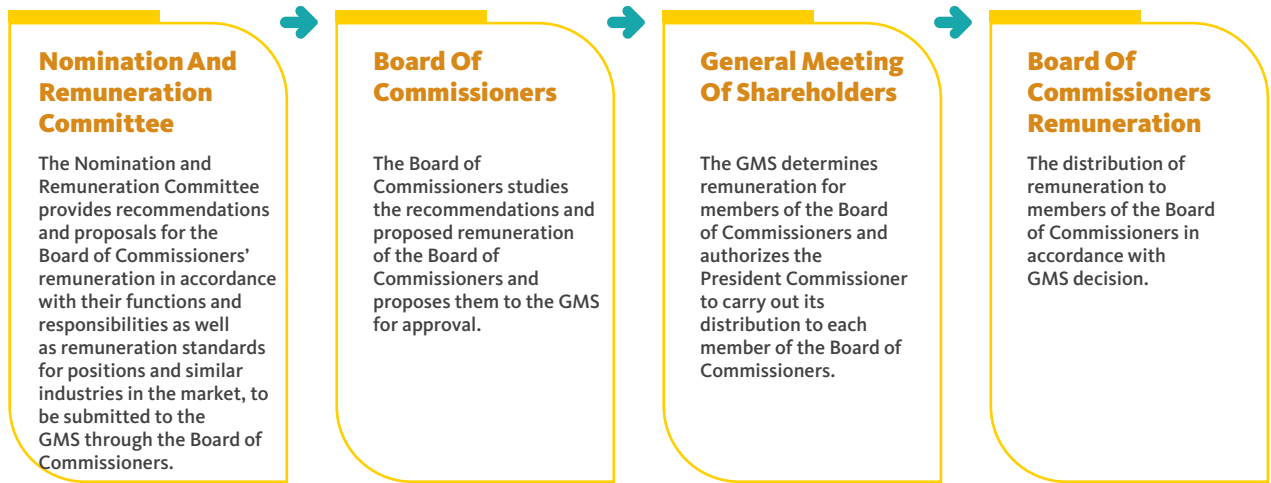 Nomination And
Remuneration
Committee
The Nomination and
Remuneration Committee
provides recommendations
and proposals for the
Board of Commissioners’
remuneration in accordance
with their functions and
responsibilities as well
as remuneration standards
for positions and similar
industries in the market, to
be submitted to the
GMS through the Board of
Commissioners.
Board Of
Commissioners
The Board of
Commissioners studies
the recommendations and
proposed remuneration
of the Board of
Commissioners and
proposes them to the GMS
for approval.
General Meeting
Of Shareholders
The GMS determines
remuneration for
members of the Board
of Commissioners and
authorizes the
President Commissioner
to carry out its
distribution to each
member of the Board of
Commissioners.
Board Of
Commissioners
Remuneration
The distribution of
remuneration to
members of the Board
of Commissioners in
accordance with
GMS decision.